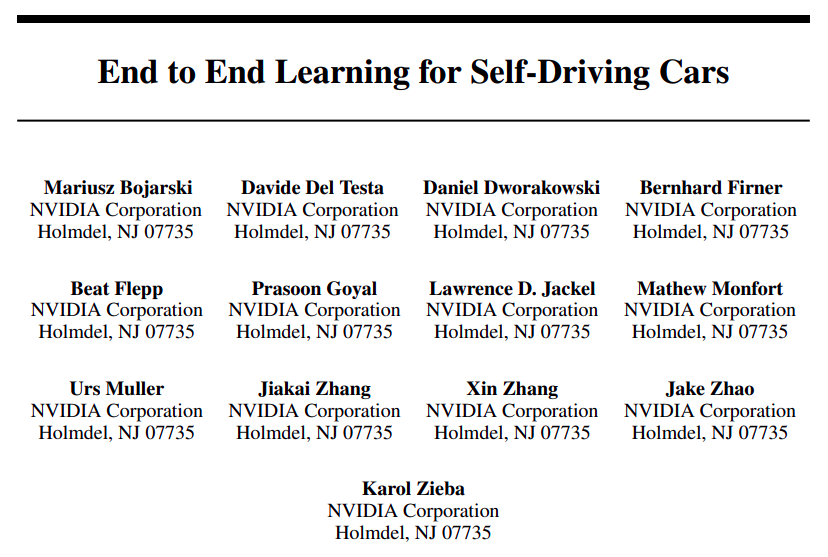 End to End Learning for Self-Driving Cars
Mariusz Bojarski
NVIDIA Corporation
Holmdel, NJ 07735
Davide Del Testa
NVIDIA Corporation
Holmdel, NJ 07735
Daniel Dworakowski
NVIDIA Corporation
Holmdel, NJ 07735
Bernhard Firner
NVIDIA Corporation
Holmdel, NJ 07735
Beat Flepp
NVIDIA Corporation
Holmdel, NJ 07735
Prasoon Goyal
NVIDIA Corporation
Holmdel, NJ 07735
Lawrence D. Jackel
NVIDIA Corporation
Holmdel, NJ 07735
Mathew Monfort
NVIDIA Corporation
Holmdel, NJ 07735
Urs Muller
NVIDIA Corporation
Holmdel, NJ 07735
Jiakai Zhang
NVIDIA Corporation
Holmdel, NJ 07735
Xin Zhang
NVIDIA Corporation
Holmdel, NJ 07735
Jake Zhao
NVIDIA Corporation
Holmdel, NJ 07735
Karol Zieba
NVIDIA Corporation
Holmdel, NJ 07735